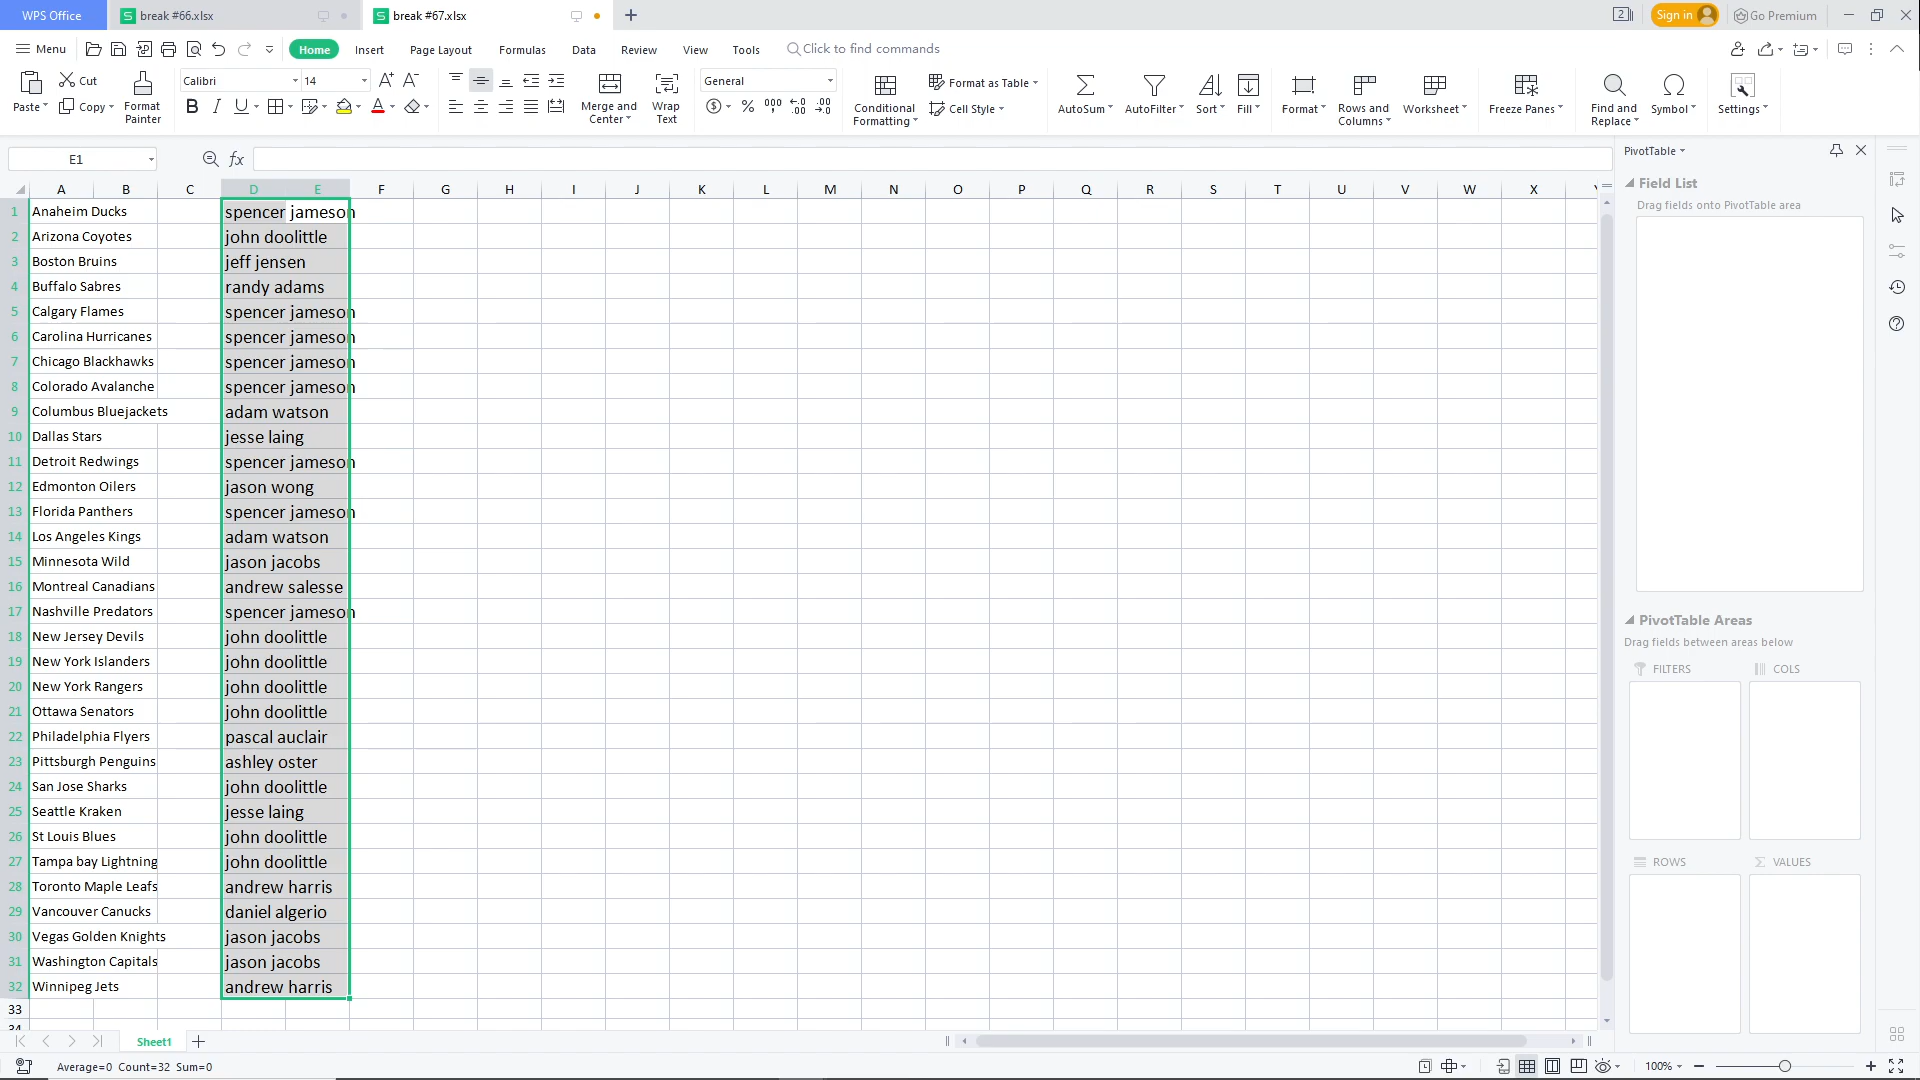 WPS Office
break #66.xlsx
break #67.xlsx
2
Sign in
Go Premium
Menu
Home
Insert
Page Layout
Formulas
Data
Review
View
Tools
Click to find commands
Paste
Cut
Copy
Format Painter
Calibri
14
Merge and Center
Wrap Text
General
Conditional Formatting
Format as Table
Cell Style
AutoSum
AutoFilter
Sort
Fill
Format
Rows and Columns
Worksheet
Freeze Panes
Find and Replace
Symbol
Settings
E1
fx
PivotTable
A B C D E F G H I J K L M N O P Q R S T U V W X
1 Anaheim Ducks spencer jameson
2 Arizona Coyotes john doolittle
3 Boston Bruins jeff jensen
4 Buffalo Sabres randy adams
5 Calgary Flames spencer jameson
6 Carolina Hurricanes spencer jameson
7 Chicago Blackhawks spencer jameson
8 Colorado Avalanche spencer jameson
9 Columbus Bluejackets adam watson
10 Dallas Stars jesse laing
11 Detroit Redwings spencer jameson
12 Edmonton Oilers jason wong
13 Florida Panthers spencer jameson
14 Los Angeles Kings adam watson
15 Minnesota Wild jason jacobs
16 Montreal Canadians andrew salesse
17 Nashville Predators spencer jameson
18 New Jersey Devils john doolittle
19 New York Islanders john doolittle
20 New York Rangers john doolittle
21 Ottawa Senators john doolittle
22 Philadelphia Flyers pascal auclair
23 Pittsburgh Penguins ashley oster
24 San Jose Sharks john doolittle
25 Seattle Kraken jesse laing
26 St Louis Blues john doolittle
27 Tampa bay Lightning john doolittle
28 Toronto Maple Leafs andrew harris
29 Vancouver Canucks daniel algerio
30 Vegas Golden Knights jason jacobs
31 Washington Capitals jason jacobs
32 Winnipeg Jets andrew harris
33
34
Field List
Drag fields onto PivotTable area
PivotTable Areas
Drag fields between areas below
FILTERS
COLS
ROWS
VALUES
Sheet1
Average=0 Count=32 Sum=0
100%